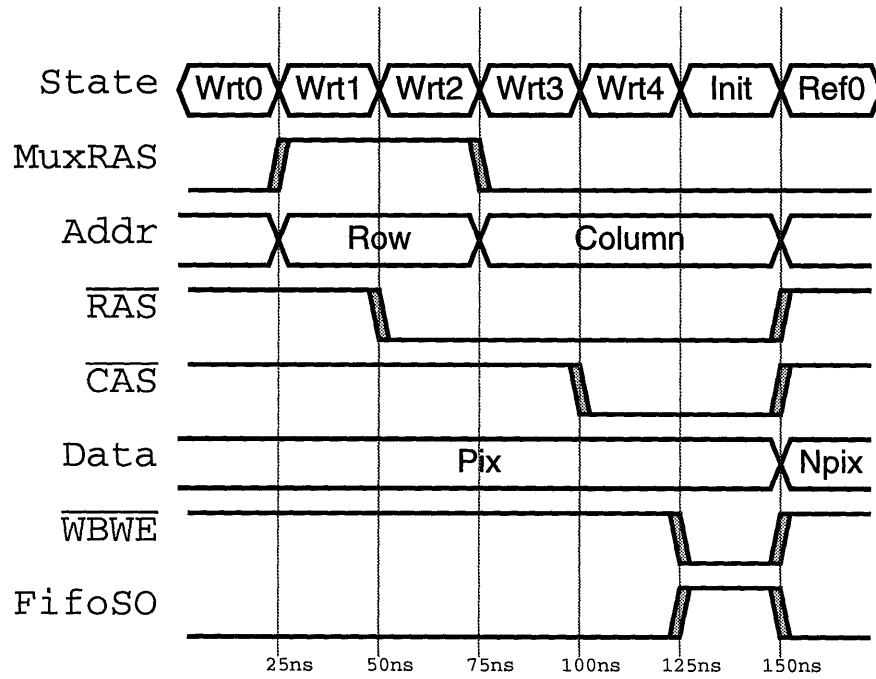 State Wrt0 Wrt1 Wrt2 Wrt3 Wrt4 Init Ref0
MuxRAS
Addr Row Column
RAS
CAS
Data Pix Npix
WBWE
FifoSO
25ns 50ns 75ns 100ns 125ns 150ns